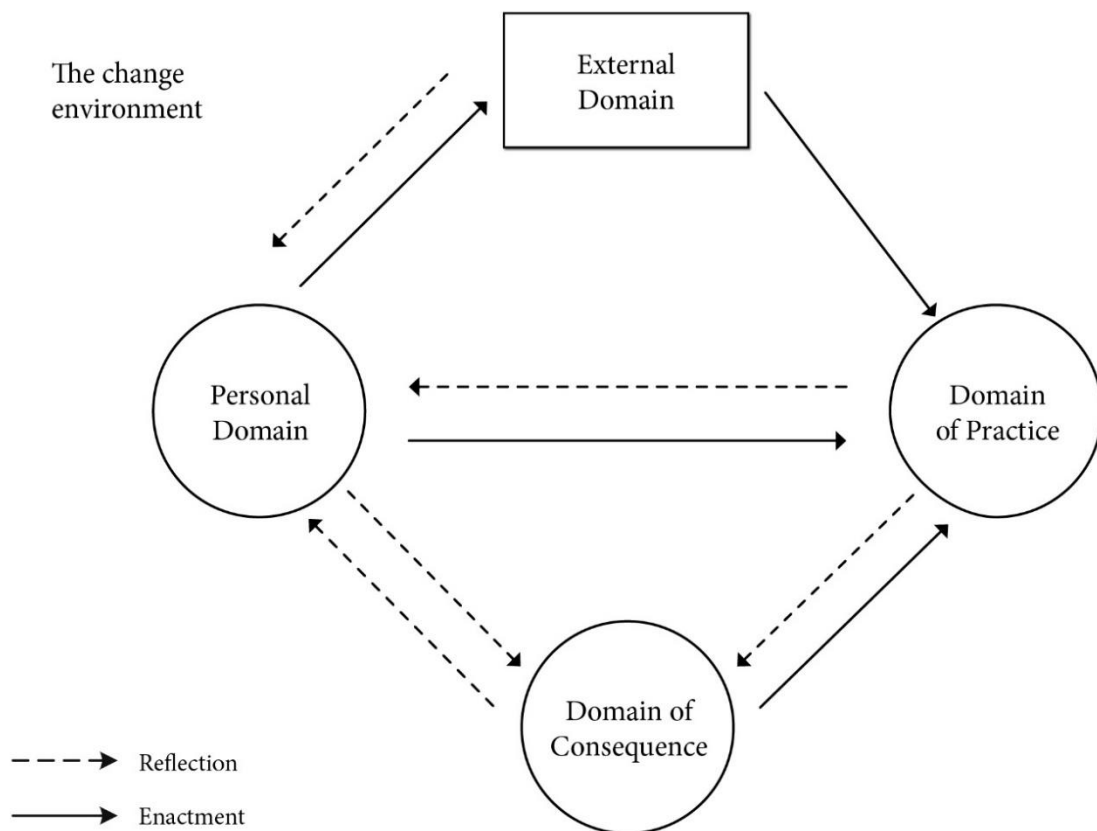 The change
environment
External
Domain
Personal
Domain
Domain
of Practice
Domain of
Consequence
Reflection
Enactment